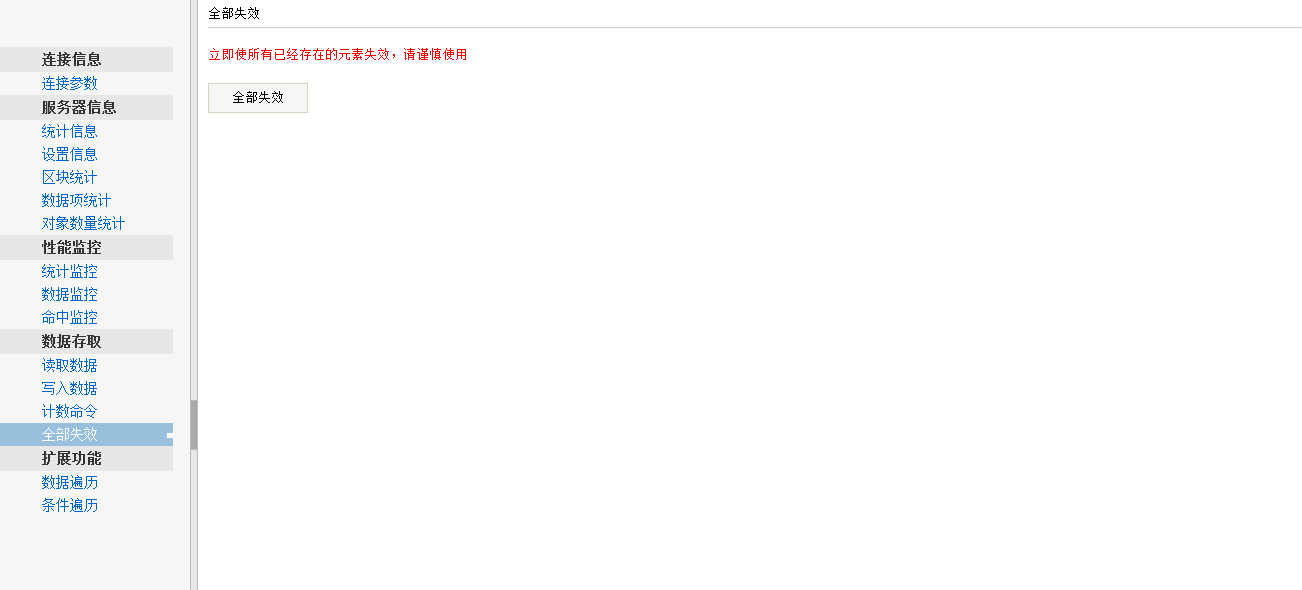 连接信息
连接参数
服务器信息
统计信息
设置信息
区块统计
数据项统计
对象数量统计
性能监控
统计监控
数据监控
命中监控
数据存取
读取数据
写入数据
计数命令
全部失效
扩展功能
数据遍历
条件遍历
全部失效
立即使所有已经存在的元素失效，请谨慎使用
全部失效